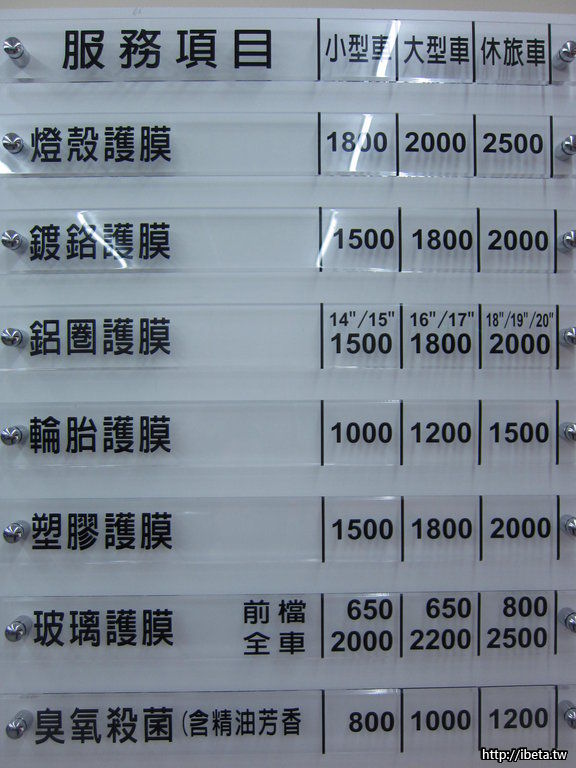 服務項目 小型車 大型車 休旅車
燈殼護膜 1800 2000 2500
鍍鉻護膜 1500 1800 2000
14"/15" 16"/17" 18"/19"/20"
鋁圈護膜 1500 1800 2000
輪胎護膜 1000 1200 1500
塑膠護膜 1500 1800 2000
玻璃護膜 前檔 650 650 800
全車 2000 2200 2500
臭氧殺菌(含精油芳香 800 1000 1200
http://ibeta.tw